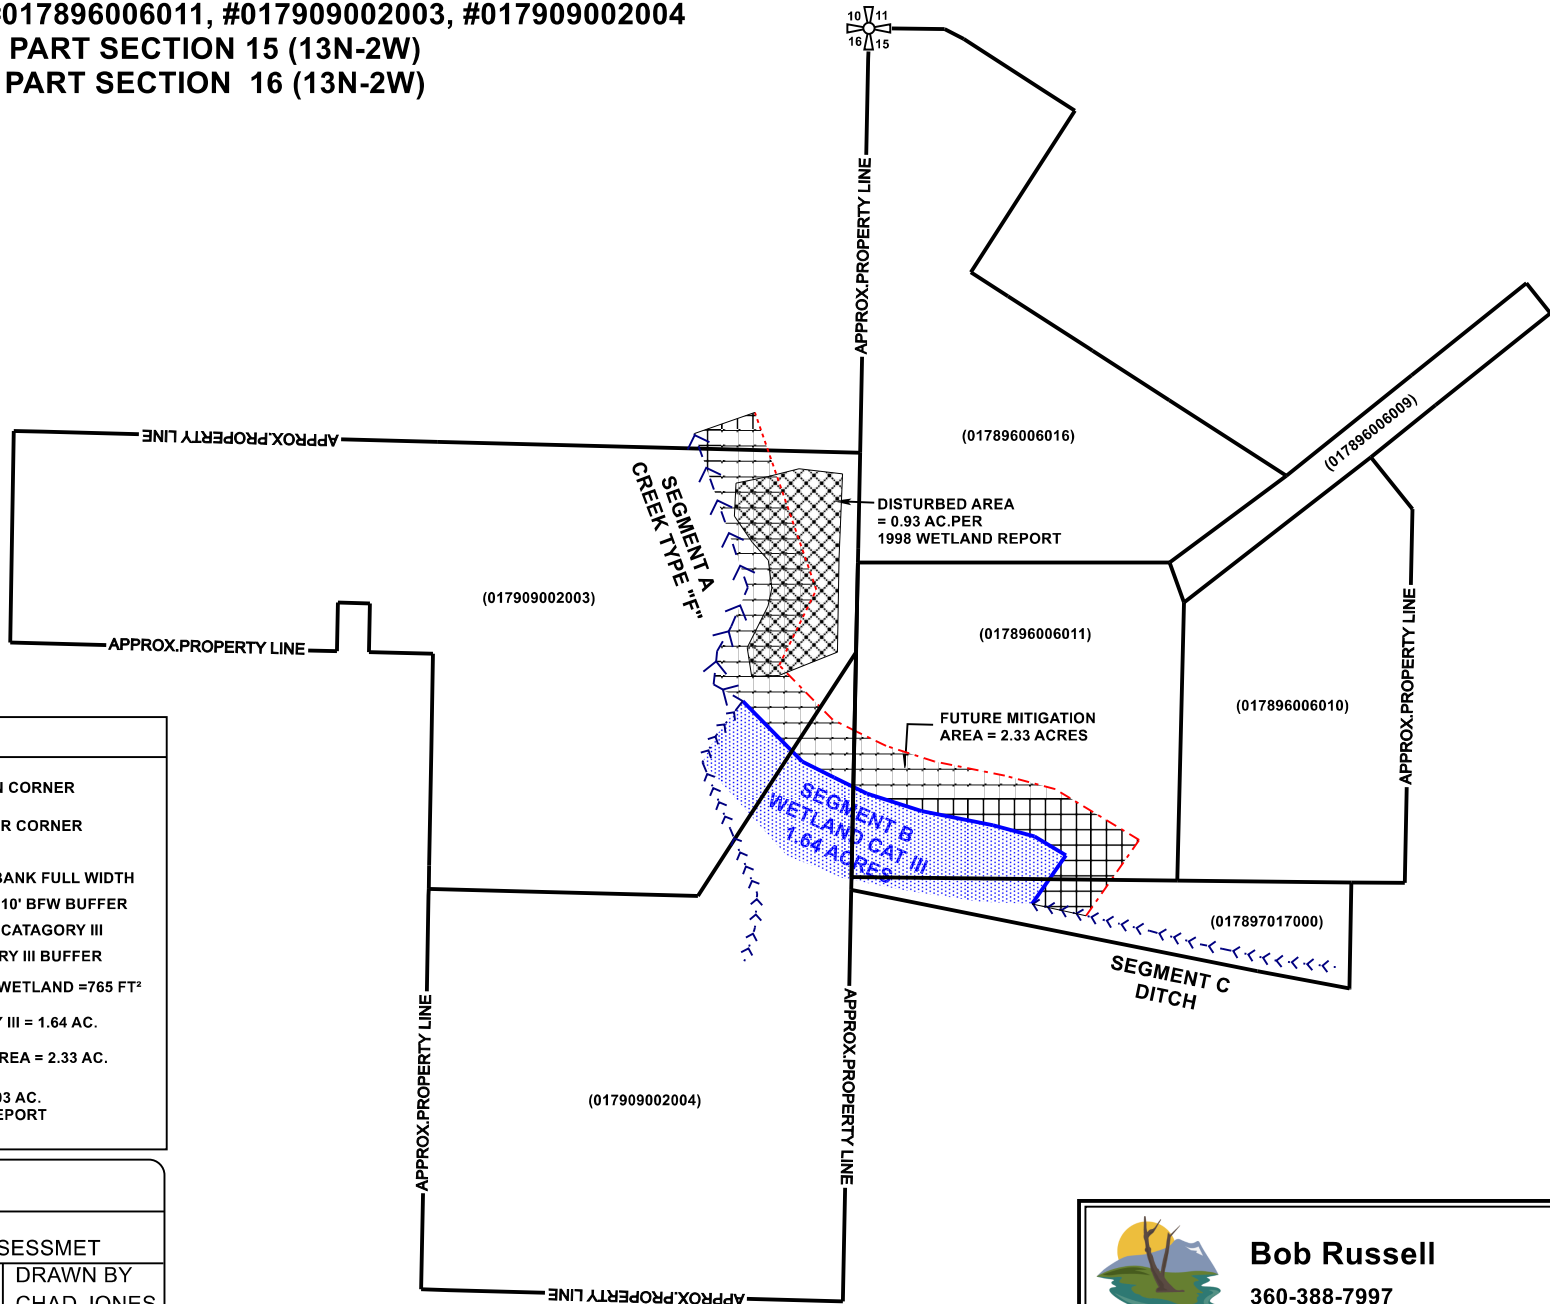 #017896006011, #017909002003, #017909002004
PART SECTION 15 (13N-2W)
PART SECTION 16 (13N-2W)
10 11
16 15
APPROX.PROPERTY LINE
APPROX.PROPERTY LINE
(017896006016)
(017896006009)
SEGMENT A
CREEK TYPE "F"
DISTURBED AREA
= 0.93 AC.PER
1998 WETLAND REPORT
(017909002003)
(017896006011)
APPROX.PROPERTY LINE
APPROX.PROPERTY LINE
(017896006010)
FUTURE MITIGATION
AREA = 2.33 ACRES
SEGMENT B
WETLAND CAT III
1.64 ACRES
(017897017000)
SEGMENT C
DITCH
APPROX.PROPERTY LINE
APPROX.PROPERTY LINE
(017909002004)
APPROX.PROPERTY LINE
N CORNER
R CORNER
BANK FULL WIDTH
10' BFW BUFFER
CATAGORY III
RY III BUFFER
WETLAND =765 FT²
Y III = 1.64 AC.
REA = 2.33 AC.
93 AC.
EPORT
SESSMET
DRAWN BY
CHAD JONES
Bob Russell
360-388-7997